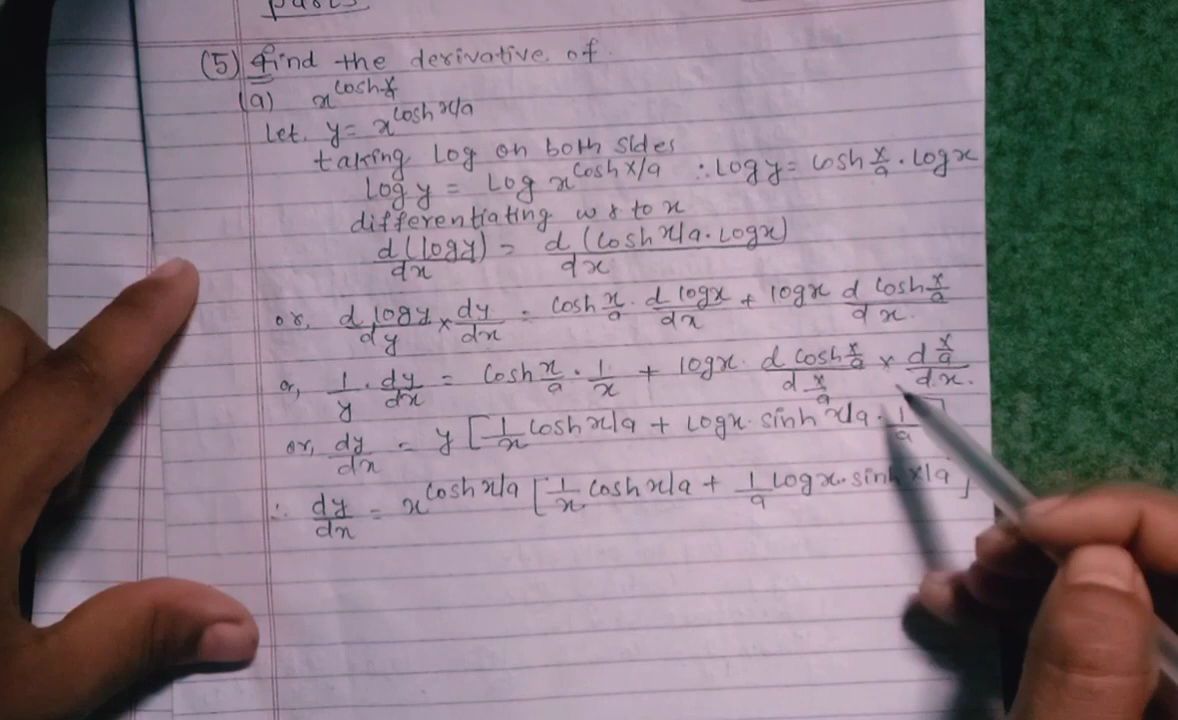 (5) Find the derivative of
(a) x^cosh x/a
Let. y = x^cosh x/a
taking Log on both sides
Log y = Log x^cosh x/a ∴ Log y = cosh x/a . Log x
differentiating w r to x
d(log y)/dx = d(cosh x/a . Log x)/dx
or, d log y/dy × dy/dx = cosh x/a . d log x/dx + log x d cosh x/a/dx.
or, 1/y . dy/dx = cosh x/a . 1/x + log x . d cosh x/a/d x/a × d x/a/dx.
or, dy/dx = y [1/x cosh x/a + Log x . sinh x/a . 1/a]
∴ dy/dx = x^cosh x/a [1/x cosh x/a + 1/a Log x . sinh x/a]